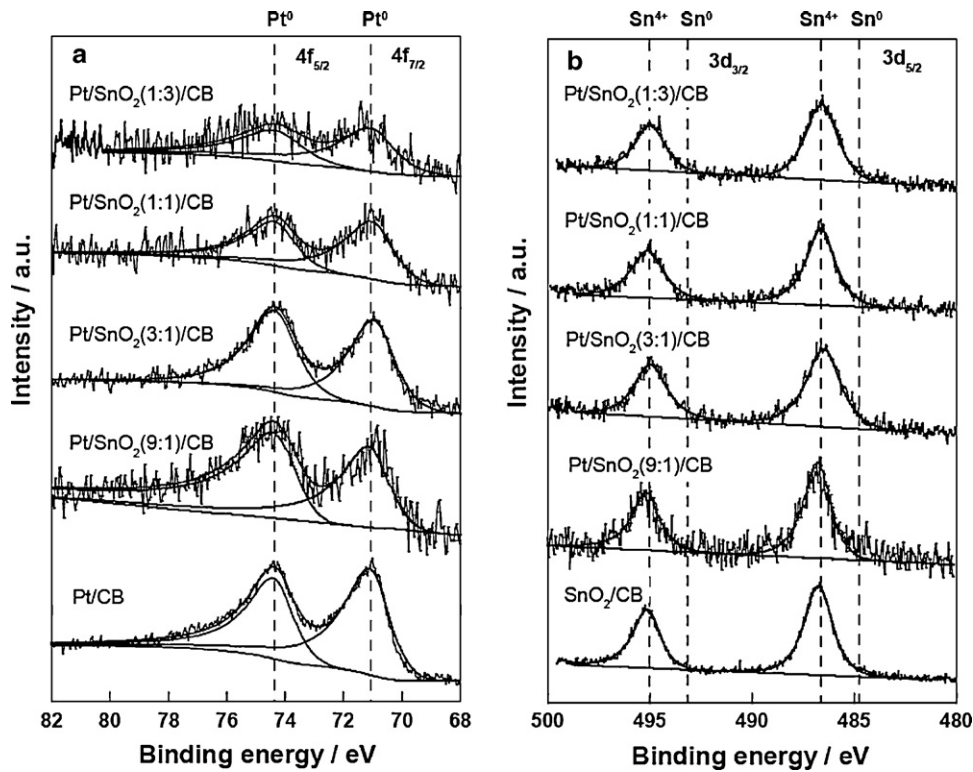 Pt⁰ Pt⁰
a 4f₅/₂ 4f₇/₂
Pt/SnO₂(1:3)/CB
Pt/SnO₂(1:1)/CB
Pt/SnO₂(3:1)/CB
Pt/SnO₂(9:1)/CB
Pt/CB
Intensity / a.u.
82 80 78 76 74 72 70 68
Binding energy / eV
Sn⁴⁺ Sn⁰ Sn⁴⁺ Sn⁰
b 3d₃/₂ 3d₅/₂
Pt/SnO₂(1:3)/CB
Pt/SnO₂(1:1)/CB
Pt/SnO₂(3:1)/CB
Pt/SnO₂(9:1)/CB
SnO₂/CB
Intensity / a.u.
500 495 490 485 480
Binding energy / eV